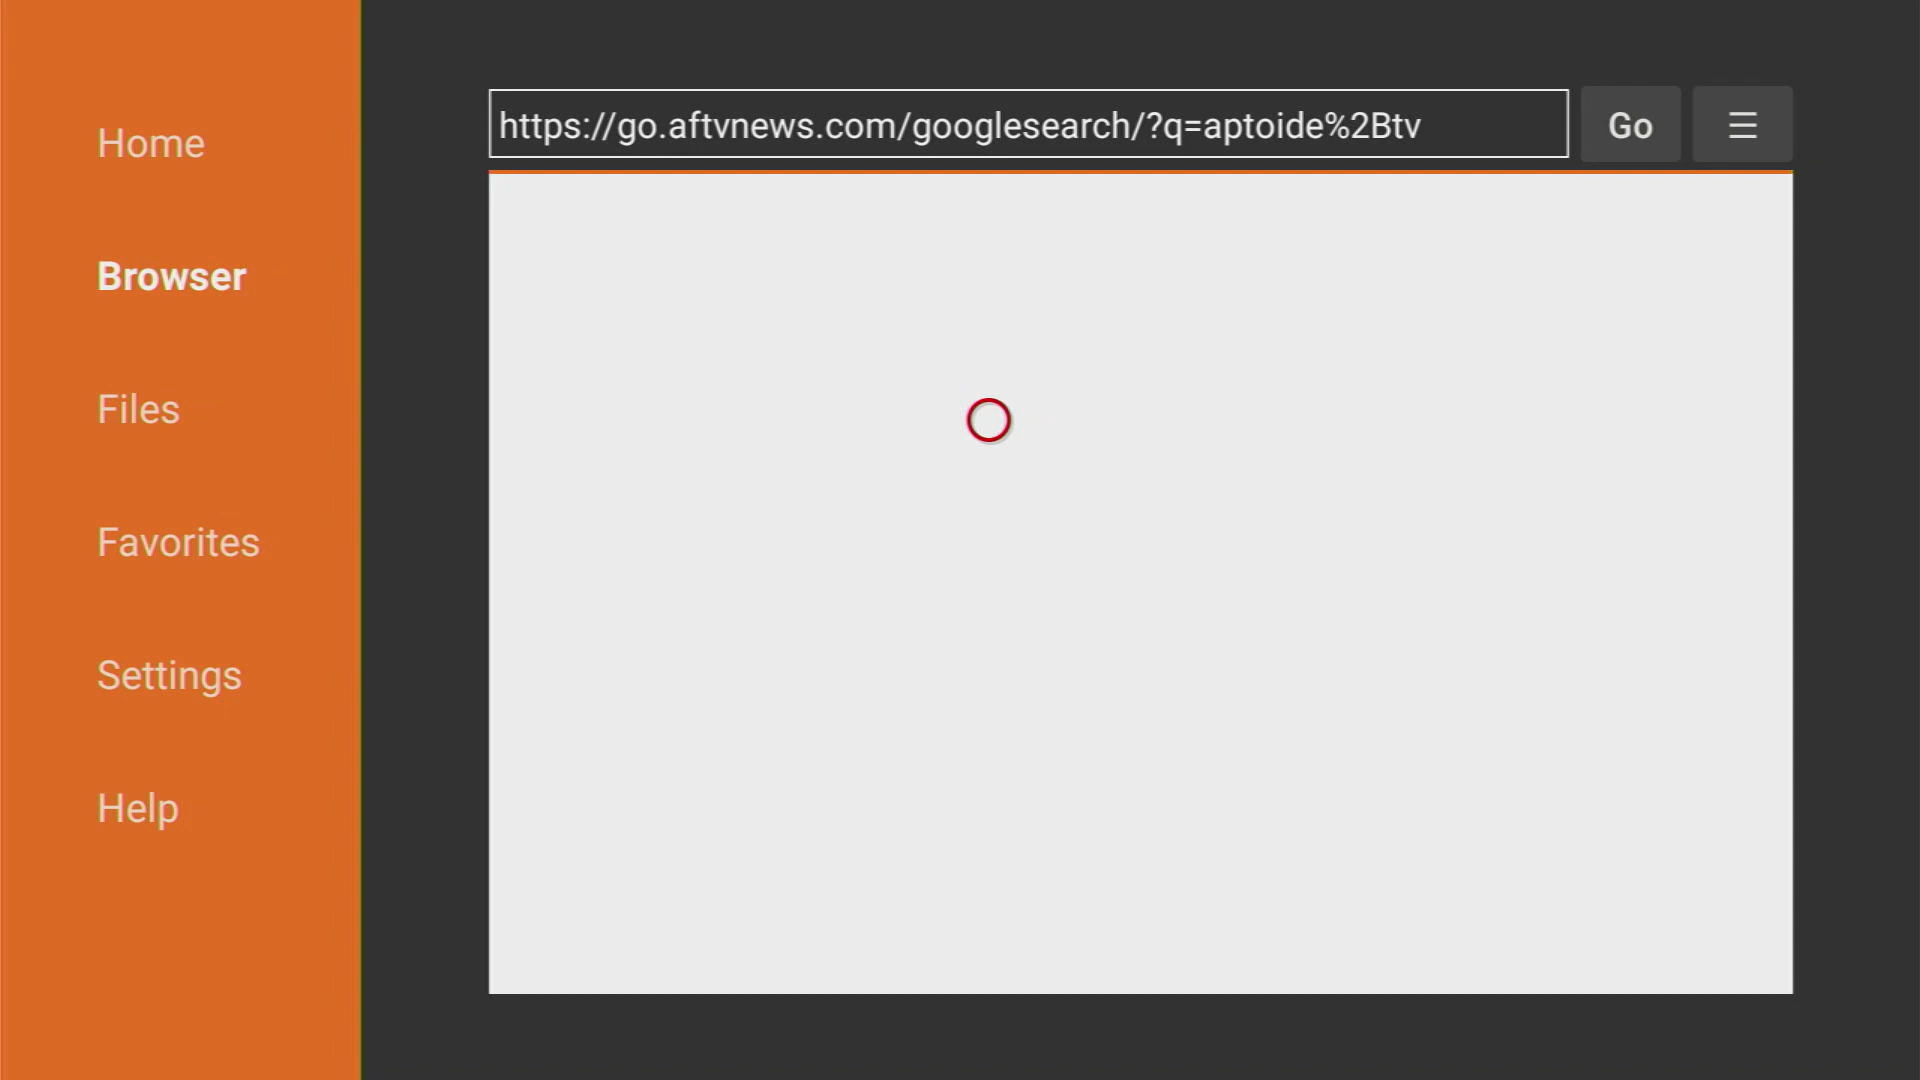 Home
Browser
Files
Favorites
Settings
Help
https://go.aftvnews.com/googlesearch/?q=aptoide%2Btv
Go